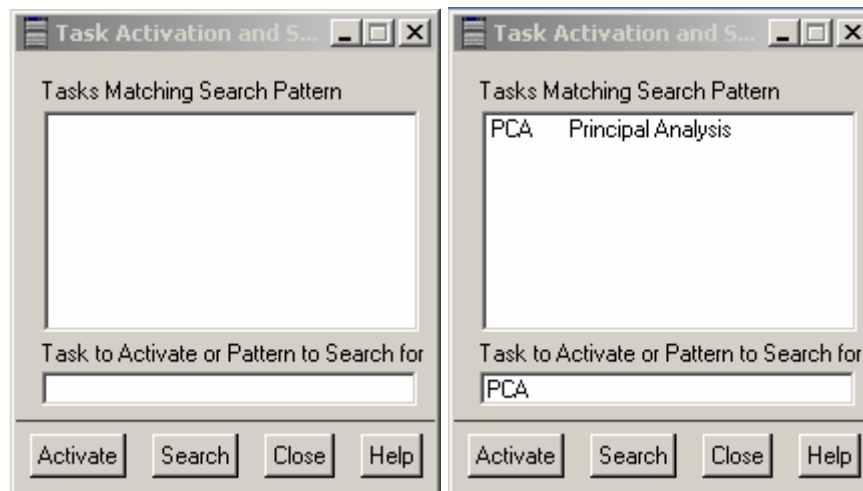 Task Activation and S...
Tasks Matching Search Pattern
Task to Activate or Pattern to Search for
Activate Search Close Help
Task Activation and S...
Tasks Matching Search Pattern
PCA Principal Analysis
Task to Activate or Pattern to Search for
PCA
Activate Search Close Help